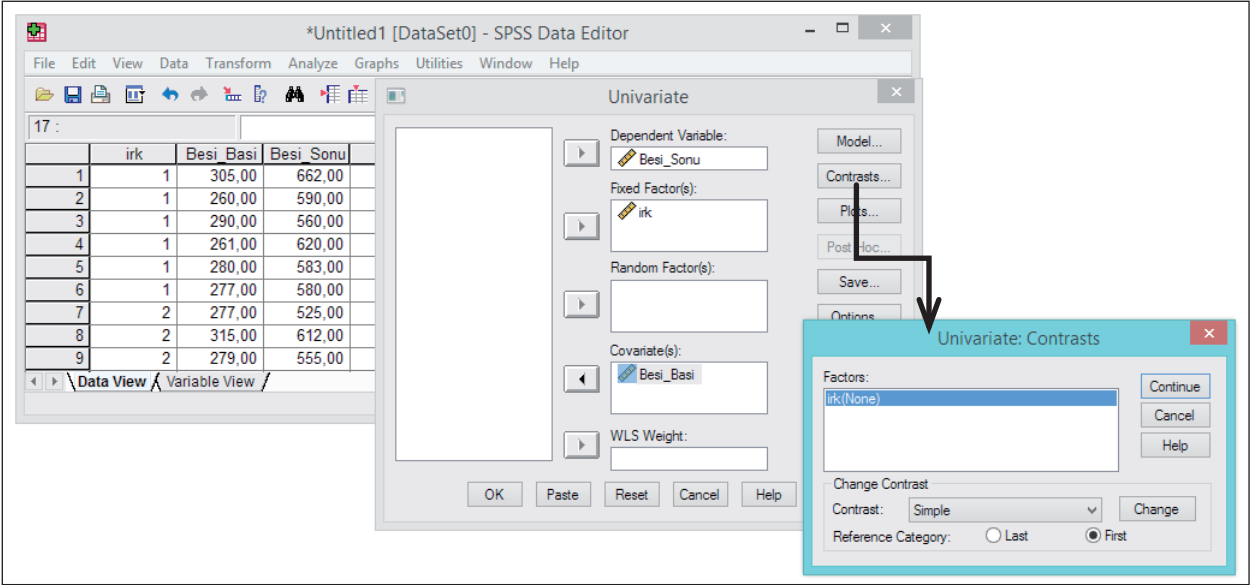 *Untitled1 [DataSet0] - SPSS Data Editor
File Edit View Data Transform Analyze Graphs Utilities Window Help
17 :
irk Besi_Basi Besi_Sonu
1 1 305,00 662,00
2 1 260,00 590,00
3 1 290,00 560,00
4 1 261,00 620,00
5 1 280,00 583,00
6 1 277,00 580,00
7 2 277,00 525,00
8 2 315,00 612,00
9 2 279,00 555,00
Data View Variable View
Univariate
Dependent Variable:
Besi_Sonu
Fixed Factor(s):
irk
Random Factor(s):
Covariate(s):
Besi_Basi
WLS Weight:
Model...
Contrasts...
Plots...
Post Hoc...
Save...
Options...
OK Paste Reset Cancel Help
Univariate: Contrasts
Factors:
irk(None)
Continue
Cancel
Help
Change Contrast
Contrast: Simple Change
Reference Category: Last First